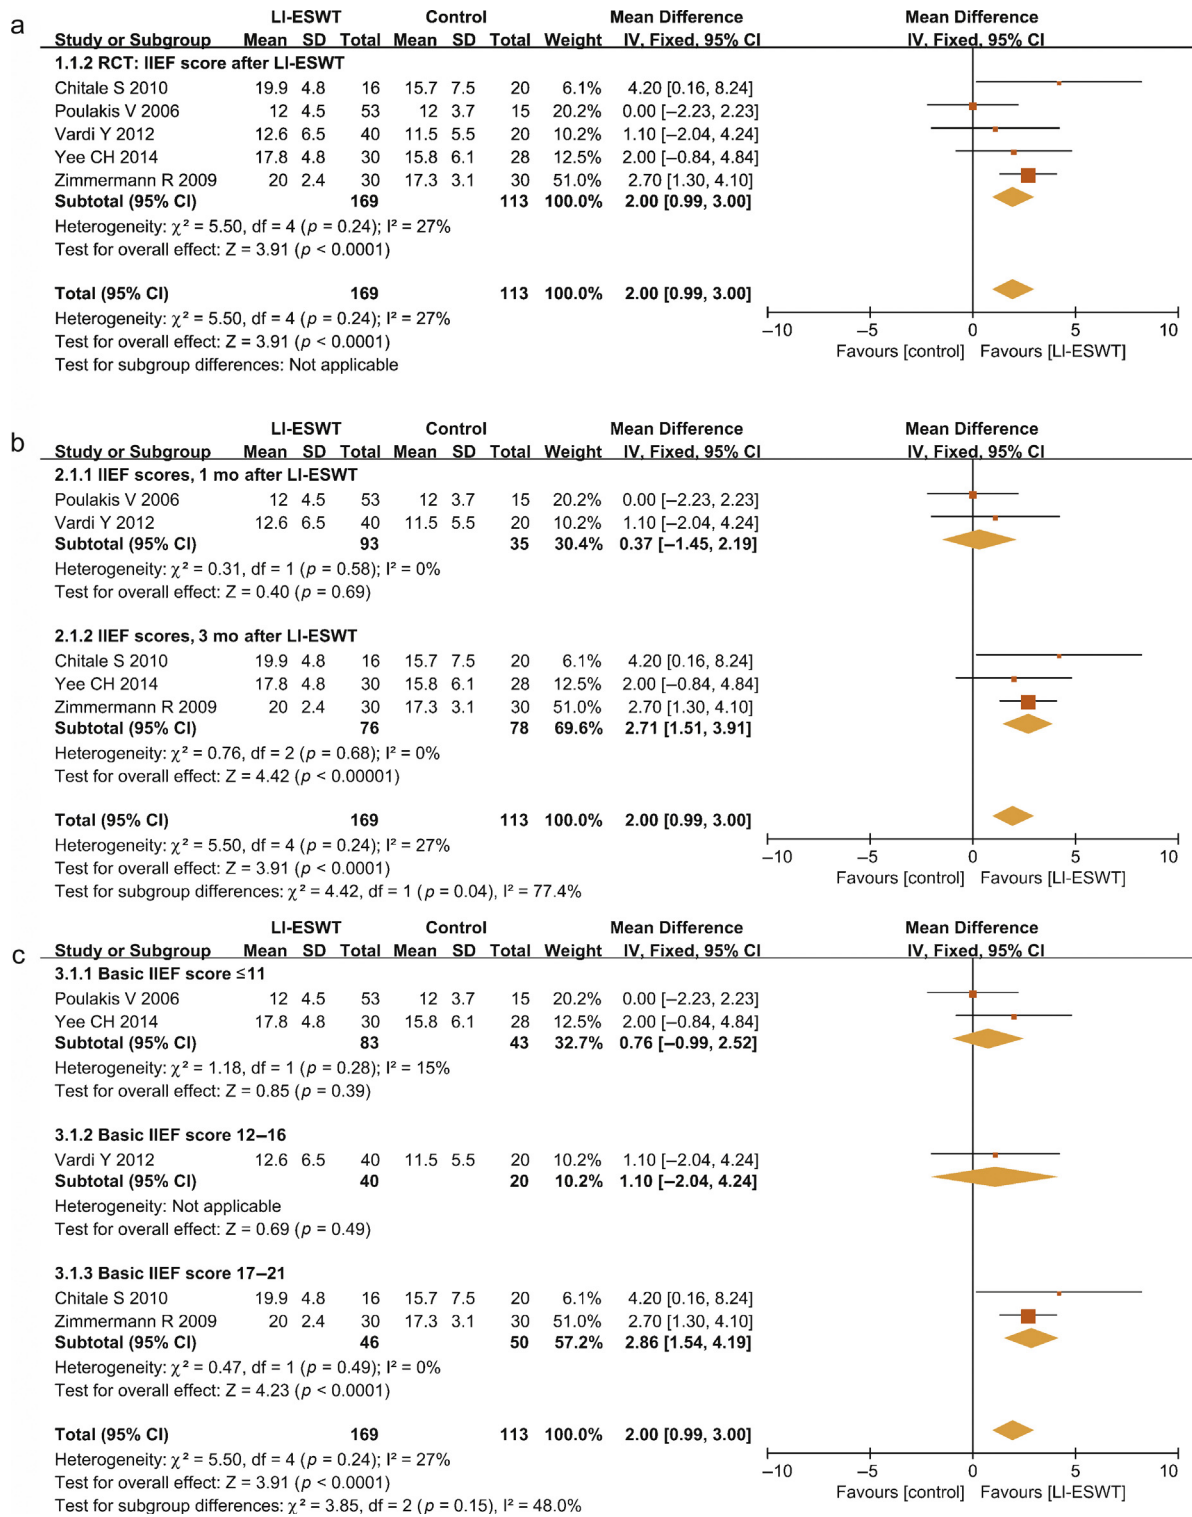 a
LI-ESWT Control Mean Difference Mean Difference
Study or Subgroup Mean SD Total Mean SD Total Weight IV, Fixed, 95% CI IV, Fixed, 95% CI
1.1.2 RCT: IIEF score after LI-ESWT
Chitale S 2010 19.9 4.8 16 15.7 7.5 20 6.1% 4.20 [0.16, 8.24]
Poulakis V 2006 12 4.5 53 12 3.7 15 20.2% 0.00 [−2.23, 2.23]
Vardi Y 2012 12.6 6.5 40 11.5 5.5 20 10.2% 1.10 [−2.04, 4.24]
Yee CH 2014 17.8 4.8 30 15.8 6.1 28 12.5% 2.00 [−0.84, 4.84]
Zimmermann R 2009 20 2.4 30 17.3 3.1 30 51.0% 2.70 [1.30, 4.10]
Subtotal (95% CI) 169 113 100.0% 2.00 [0.99, 3.00]
Heterogeneity: χ² = 5.50, df = 4 (p = 0.24); I² = 27%
Test for overall effect: Z = 3.91 (p < 0.0001)
Total (95% CI) 169 113 100.0% 2.00 [0.99, 3.00]
Heterogeneity: χ² = 5.50, df = 4 (p = 0.24); I² = 27%
Test for overall effect: Z = 3.91 (p < 0.0001)
Test for subgroup differences: Not applicable
−10 −5 0 5 10
Favours [control] Favours [LI-ESWT]
b
LI-ESWT Control Mean Difference Mean Difference
Study or Subgroup Mean SD Total Mean SD Total Weight IV, Fixed, 95% CI IV, Fixed, 95% CI
2.1.1 IIEF scores, 1 mo after LI-ESWT
Poulakis V 2006 12 4.5 53 12 3.7 15 20.2% 0.00 [−2.23, 2.23]
Vardi Y 2012 12.6 6.5 40 11.5 5.5 20 10.2% 1.10 [−2.04, 4.24]
Subtotal (95% CI) 93 35 30.4% 0.37 [−1.45, 2.19]
Heterogeneity: χ² = 0.31, df = 1 (p = 0.58); I² = 0%
Test for overall effect: Z = 0.40 (p = 0.69)
2.1.2 IIEF scores, 3 mo after LI-ESWT
Chitale S 2010 19.9 4.8 16 15.7 7.5 20 6.1% 4.20 [0.16, 8.24]
Yee CH 2014 17.8 4.8 30 15.8 6.1 28 12.5% 2.00 [−0.84, 4.84]
Zimmermann R 2009 20 2.4 30 17.3 3.1 30 51.0% 2.70 [1.30, 4.10]
Subtotal (95% CI) 76 78 69.6% 2.71 [1.51, 3.91]
Heterogeneity: χ² = 0.76, df = 2 (p = 0.68); I² = 0%
Test for overall effect: Z = 4.42 (p < 0.00001)
Total (95% CI) 169 113 100.0% 2.00 [0.99, 3.00]
Heterogeneity: χ² = 5.50, df = 4 (p = 0.24); I² = 27%
Test for overall effect: Z = 3.91 (p < 0.0001)
Test for subgroup differences: χ² = 4.42, df = 1 (p = 0.04), I² = 77.4%
−10 −5 0 5 10
Favours [control] Favours [LI-ESWT]
c
LI-ESWT Control Mean Difference Mean Difference
Study or Subgroup Mean SD Total Mean SD Total Weight IV, Fixed, 95% CI IV, Fixed, 95% CI
3.1.1 Basic IIEF score ≤11
Poulakis V 2006 12 4.5 53 12 3.7 15 20.2% 0.00 [−2.23, 2.23]
Yee CH 2014 17.8 4.8 30 15.8 6.1 28 12.5% 2.00 [−0.84, 4.84]
Subtotal (95% CI) 83 43 32.7% 0.76 [−0.99, 2.52]
Heterogeneity: χ² = 1.18, df = 1 (p = 0.28); I² = 15%
Test for overall effect: Z = 0.85 (p = 0.39)
3.1.2 Basic IIEF score 12–16
Vardi Y 2012 12.6 6.5 40 11.5 5.5 20 10.2% 1.10 [−2.04, 4.24]
Subtotal (95% CI) 40 20 10.2% 1.10 [−2.04, 4.24]
Heterogeneity: Not applicable
Test for overall effect: Z = 0.69 (p = 0.49)
3.1.3 Basic IIEF score 17–21
Chitale S 2010 19.9 4.8 16 15.7 7.5 20 6.1% 4.20 [0.16, 8.24]
Zimmermann R 2009 20 2.4 30 17.3 3.1 30 51.0% 2.70 [1.30, 4.10]
Subtotal (95% CI) 46 50 57.2% 2.86 [1.54, 4.19]
Heterogeneity: χ² = 0.47, df = 1 (p = 0.49); I² = 0%
Test for overall effect: Z = 4.23 (p < 0.0001)
Total (95% CI) 169 113 100.0% 2.00 [0.99, 3.00]
Heterogeneity: χ² = 5.50, df = 4 (p = 0.24); I² = 27%
Test for overall effect: Z = 3.91 (p < 0.0001)
Test for subgroup differences: χ² = 3.85, df = 2 (p = 0.15), I² = 48.0%
−10 −5 0 5 10
Favours [control] Favours [LI-ESWT]